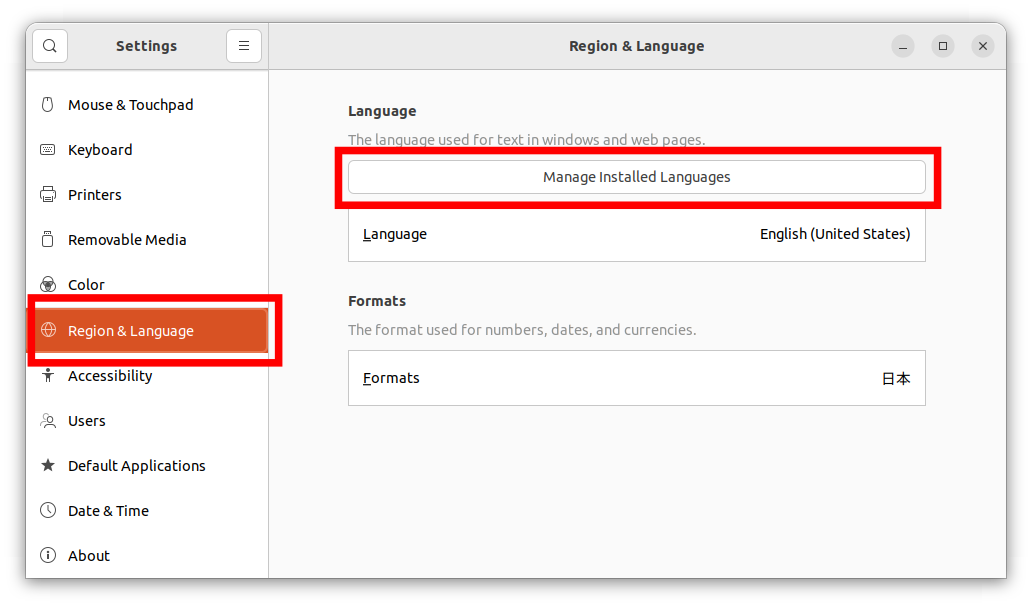 Settings
Region & Language
Mouse & Touchpad
Keyboard
Printers
Removable Media
Color
Region & Language
Accessibility
Users
Default Applications
Date & Time
About
Language
The language used for text in windows and web pages.
Manage Installed Languages
Language English (United States)
Formats
The format used for numbers, dates, and currencies.
Formats 日本